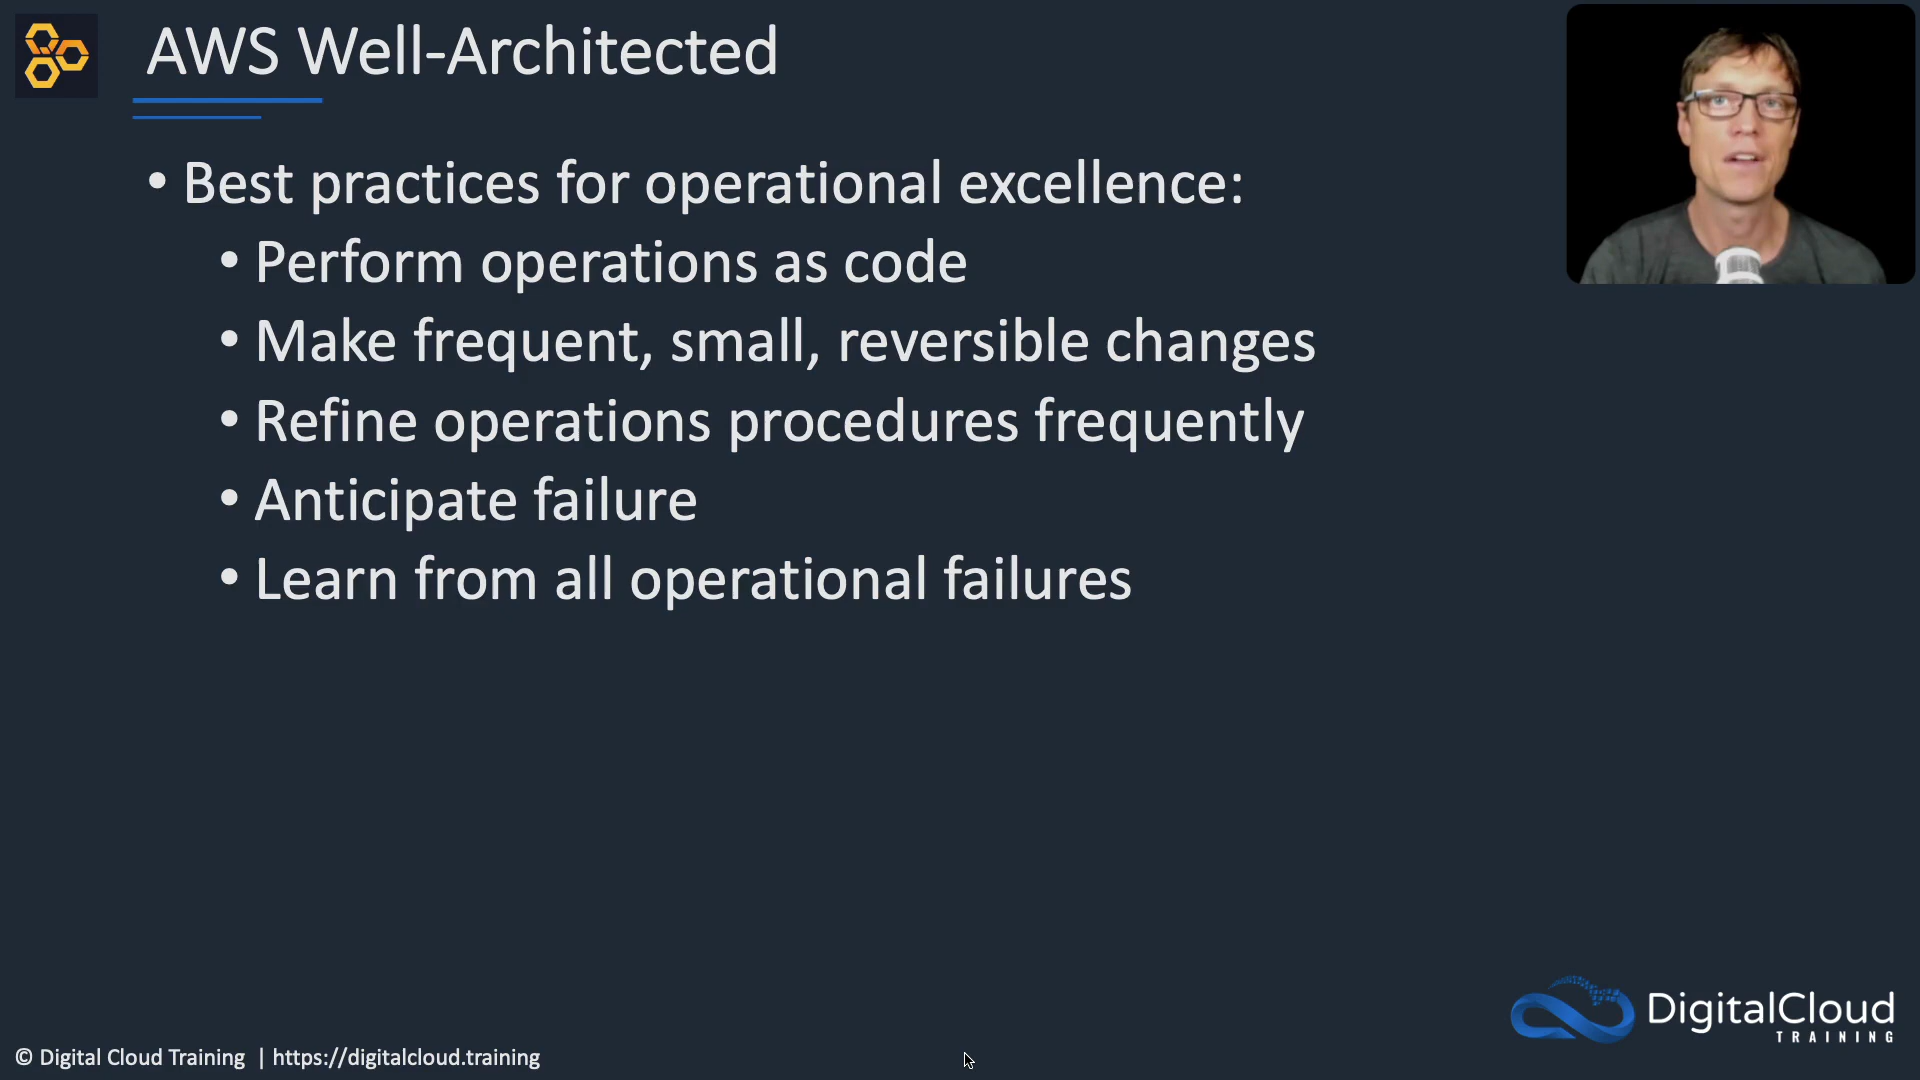 AWS Well-Architected
• Best practices for operational excellence:
• Perform operations as code
• Make frequent, small, reversible changes
• Refine operations procedures frequently
• Anticipate failure
• Learn from all operational failures
DigitalCloud
TRAINING
© Digital Cloud Training | https://digitalcloud.training